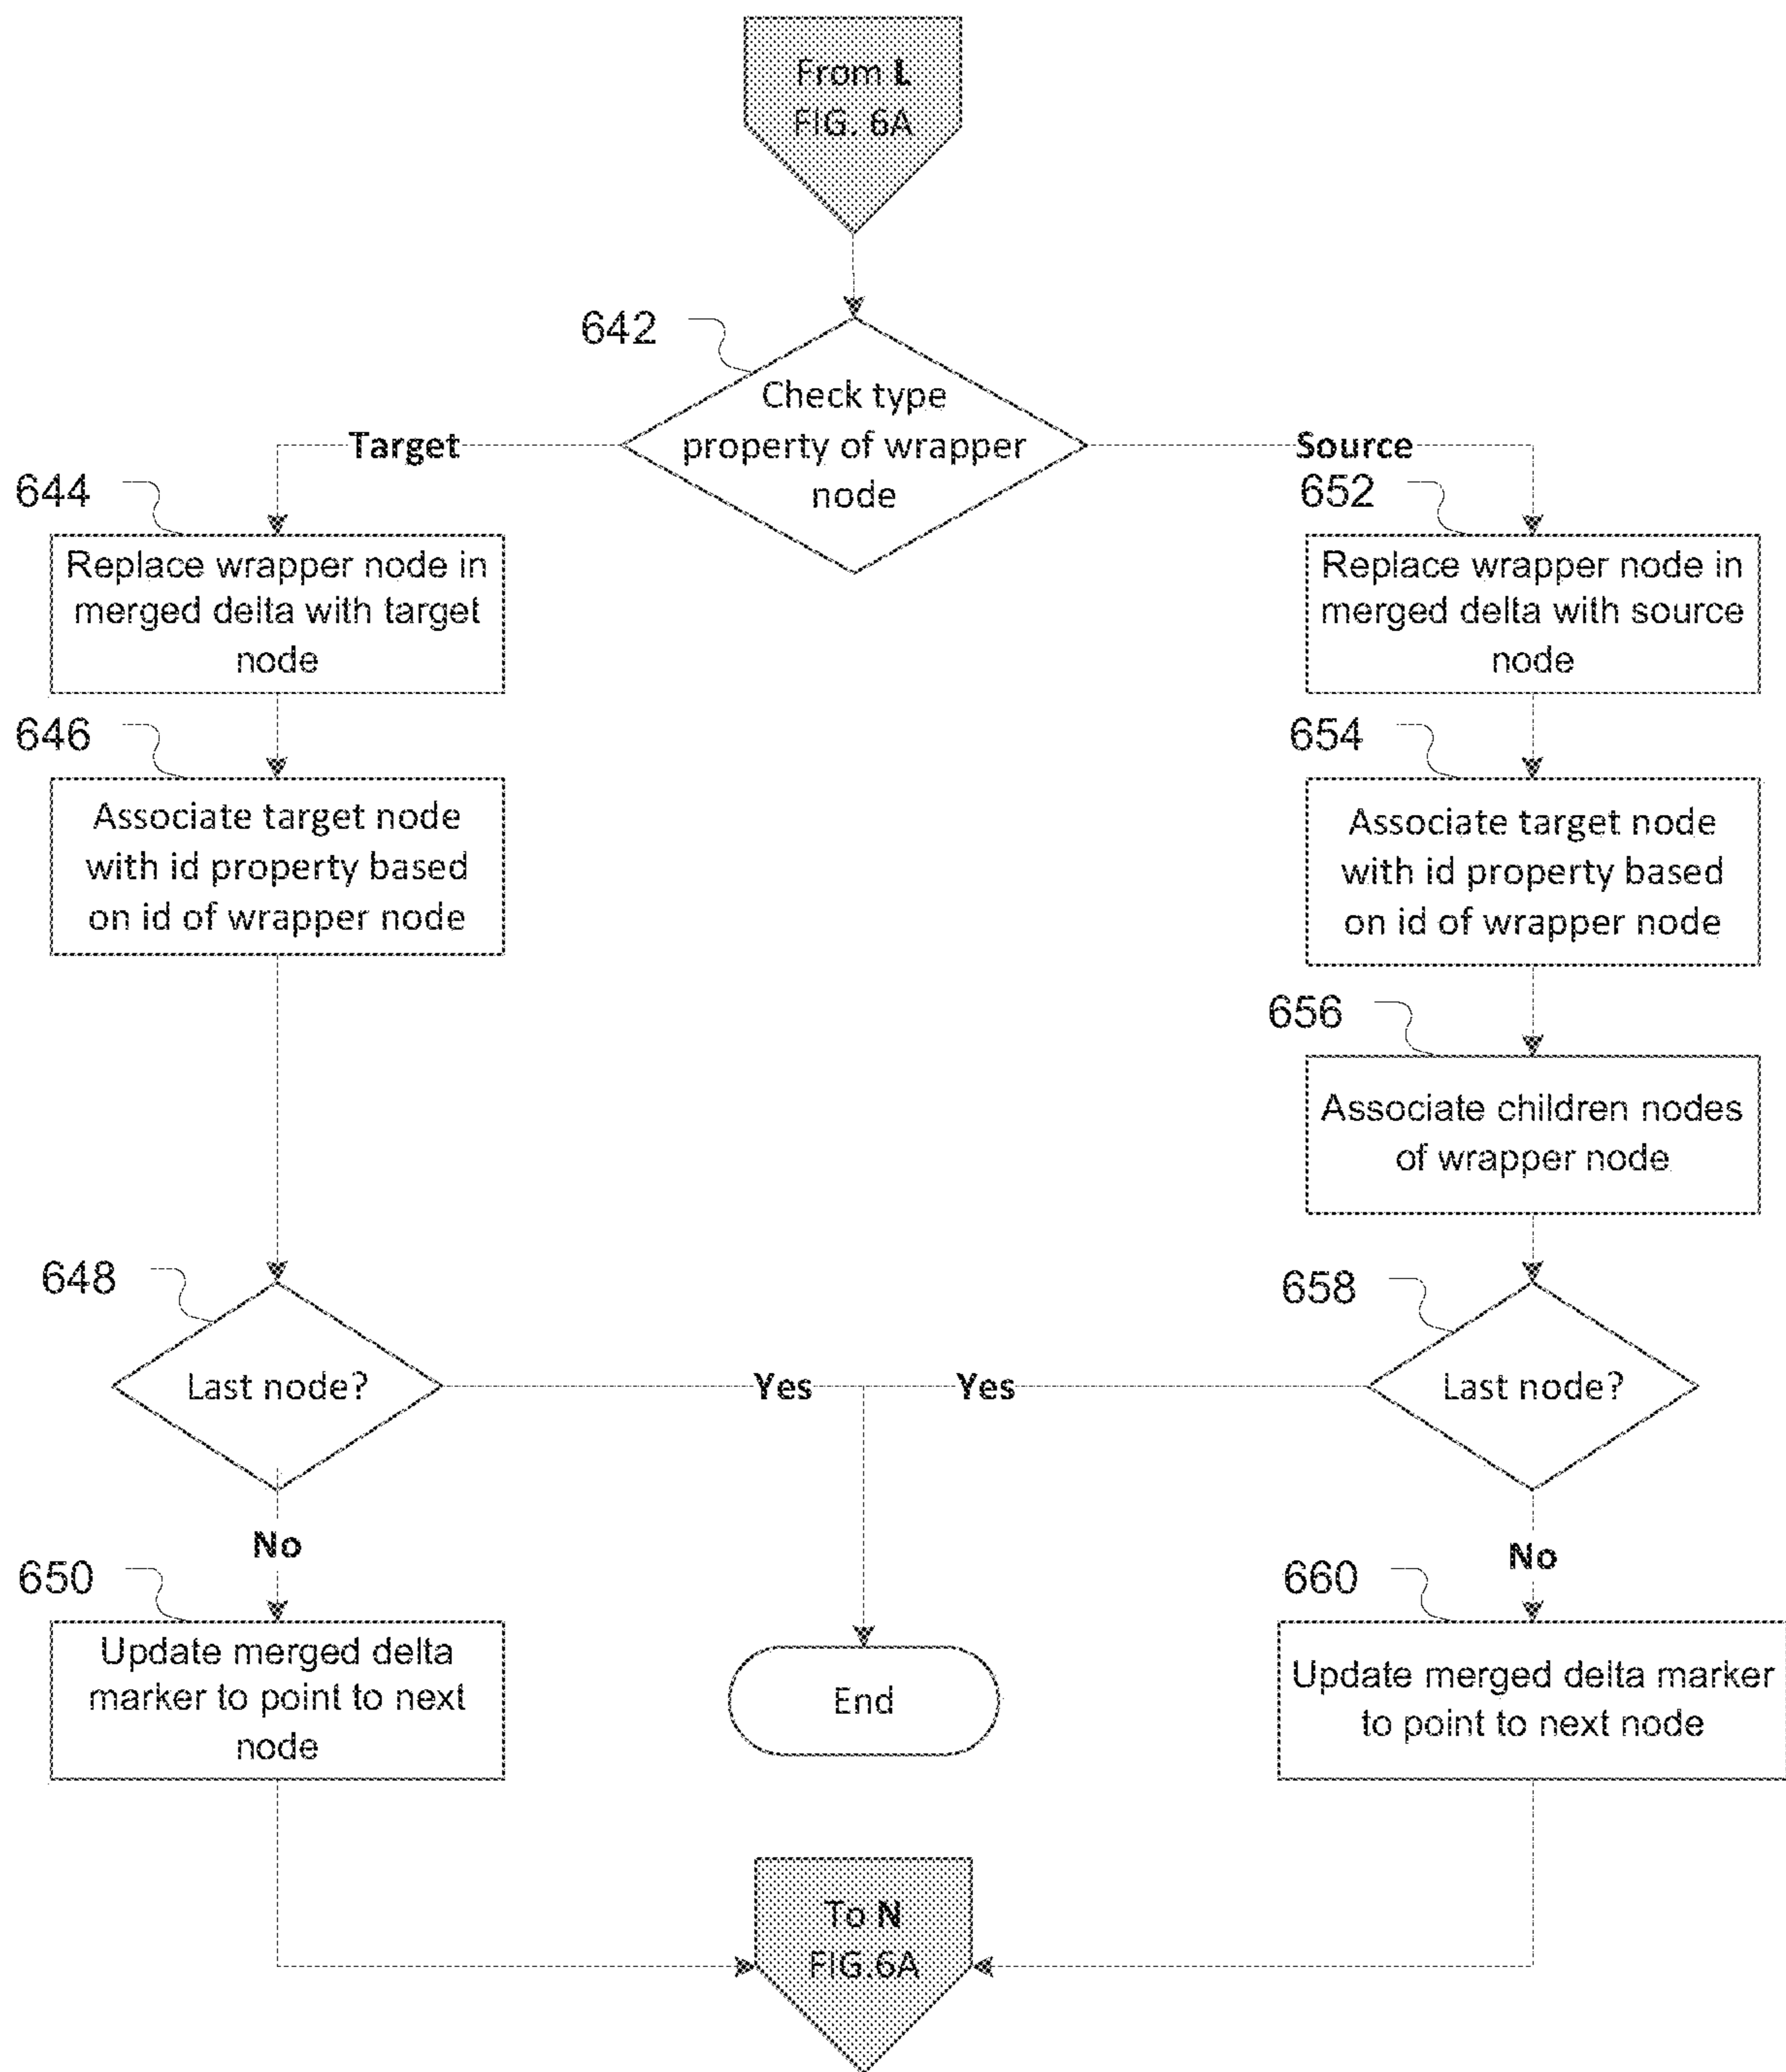 From L
FIG. 6A
642
Check type
property of wrapper
node
Target
Source
644
Replace wrapper node in
merged delta with target
node
652
Replace wrapper node in
merged delta with source
node
646
Associate target node
with id property based
on id of wrapper node
654
Associate target node
with id property based
on id of wrapper node
656
Associate children nodes
of wrapper node
648
Last node?
Yes
Yes
658
Last node?
No
No
650
Update merged delta
marker to point to next
node
End
660
Update merged delta marker
to point to next node
To N
FIG.6A